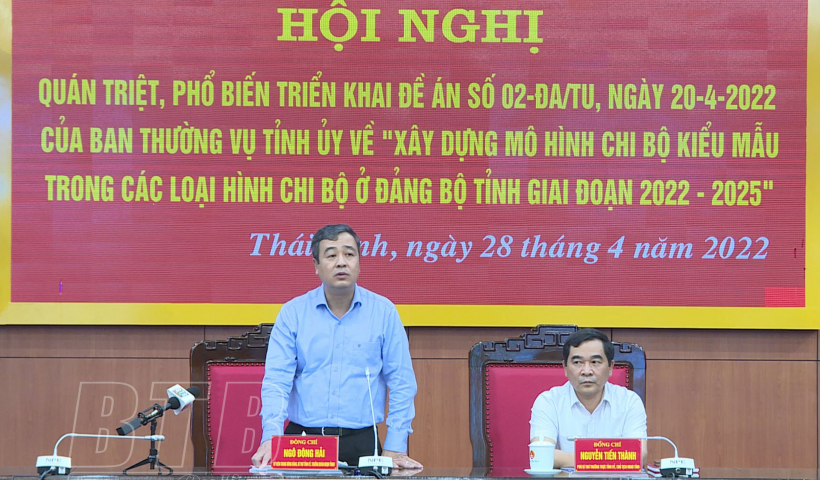 HỘI NGHỊ
QUÁN TRIỆT, PHỔ BIẾN TRIỂN KHAI ĐỀ ÁN SỐ 02-ĐA/TU, NGÀY 20-4-2022
CỦA BAN THƯỜNG VỤ TỈNH ỦY VỀ "XÂY DỰNG MÔ HÌNH CHI BỘ KIỂU MẪU
TRONG CÁC LOẠI HÌNH CHI BỘ Ở ĐẢNG BỘ TỈNH GIAI ĐOẠN 2022 - 2025"
ngày 28 tháng 4 năm 2022
BTB
ĐỒNG CHÍ
NGÔ ĐÔNG HẢI
ĐỒNG CHÍ
NGUYỄN TIẾN THÀNH